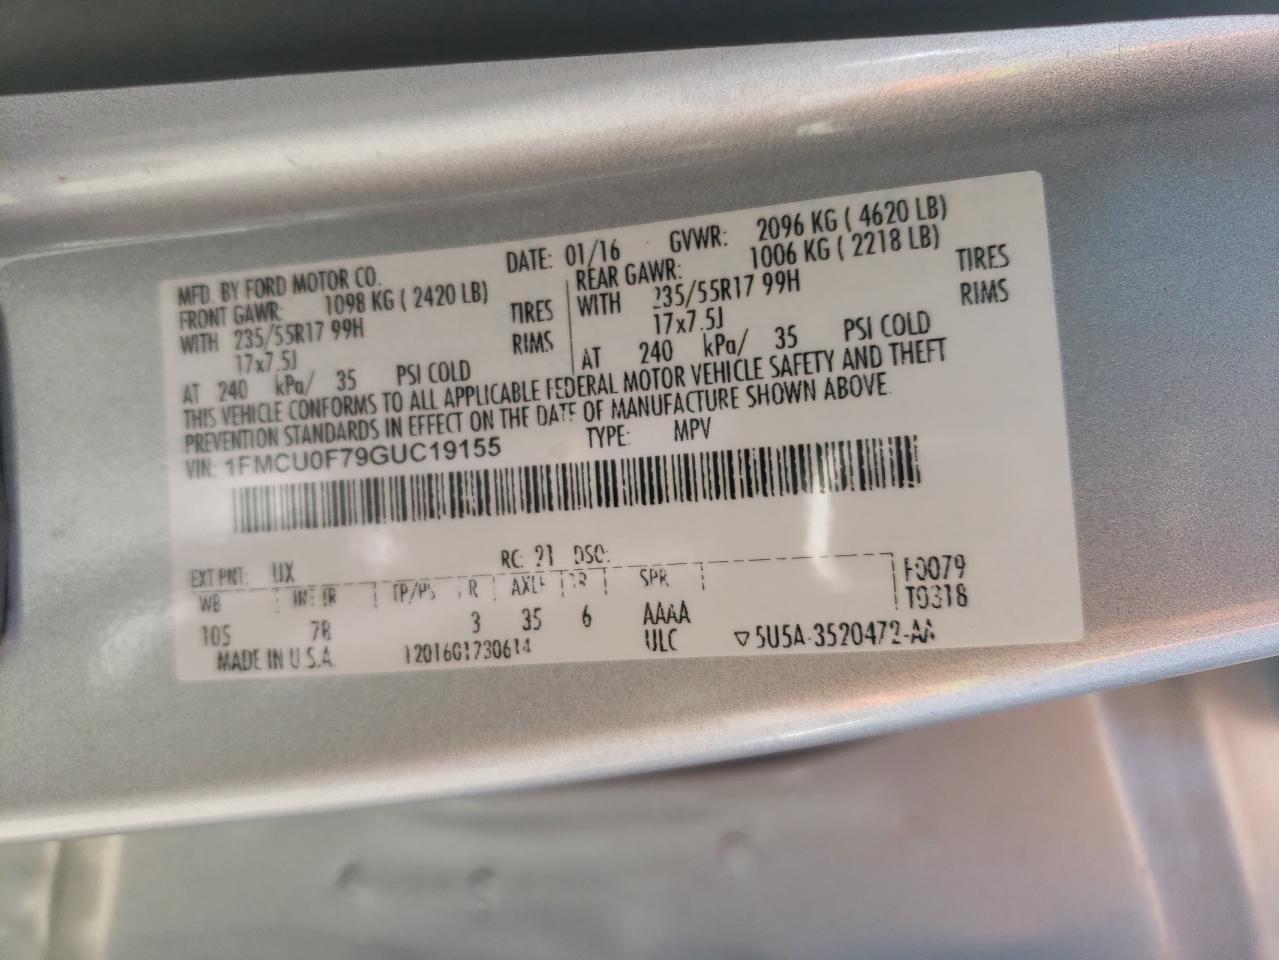 MFD. BY FORD MOTOR CO. DATE: 01/16 GVWR: 2096 KG ( 4620 LB)
FRONT GAWR: 1098 KG ( 2420 LB) REAR GAWR: 1006 KG ( 2218 LB)
WITH 235/55R17 99H TIRES WITH 235/55R17 99H TIRES
17x7.5J RIMS 17x7.5J RIMS
AT 240 kPa/ 35 PSI COLD AT 240 kPa/ 35 PSI COLD
THIS VEHICLE CONFORMS TO ALL APPLICABLE FEDERAL MOTOR VEHICLE SAFETY AND THEFT
PREVENTION STANDARDS IN EFFECT ON THE DATE OF MANUFACTURE SHOWN ABOVE.
VIN: 1FMCU0F79GUC19155 TYPE: MPV
EXT PNT: UX RC: 21 DSO:
WB INT TR TP/PS R AXLE TR SPR F0079
105 3 35 6 AAAA T0318
MADE IN U.S.A. ULC 5U5A-3520472-AA